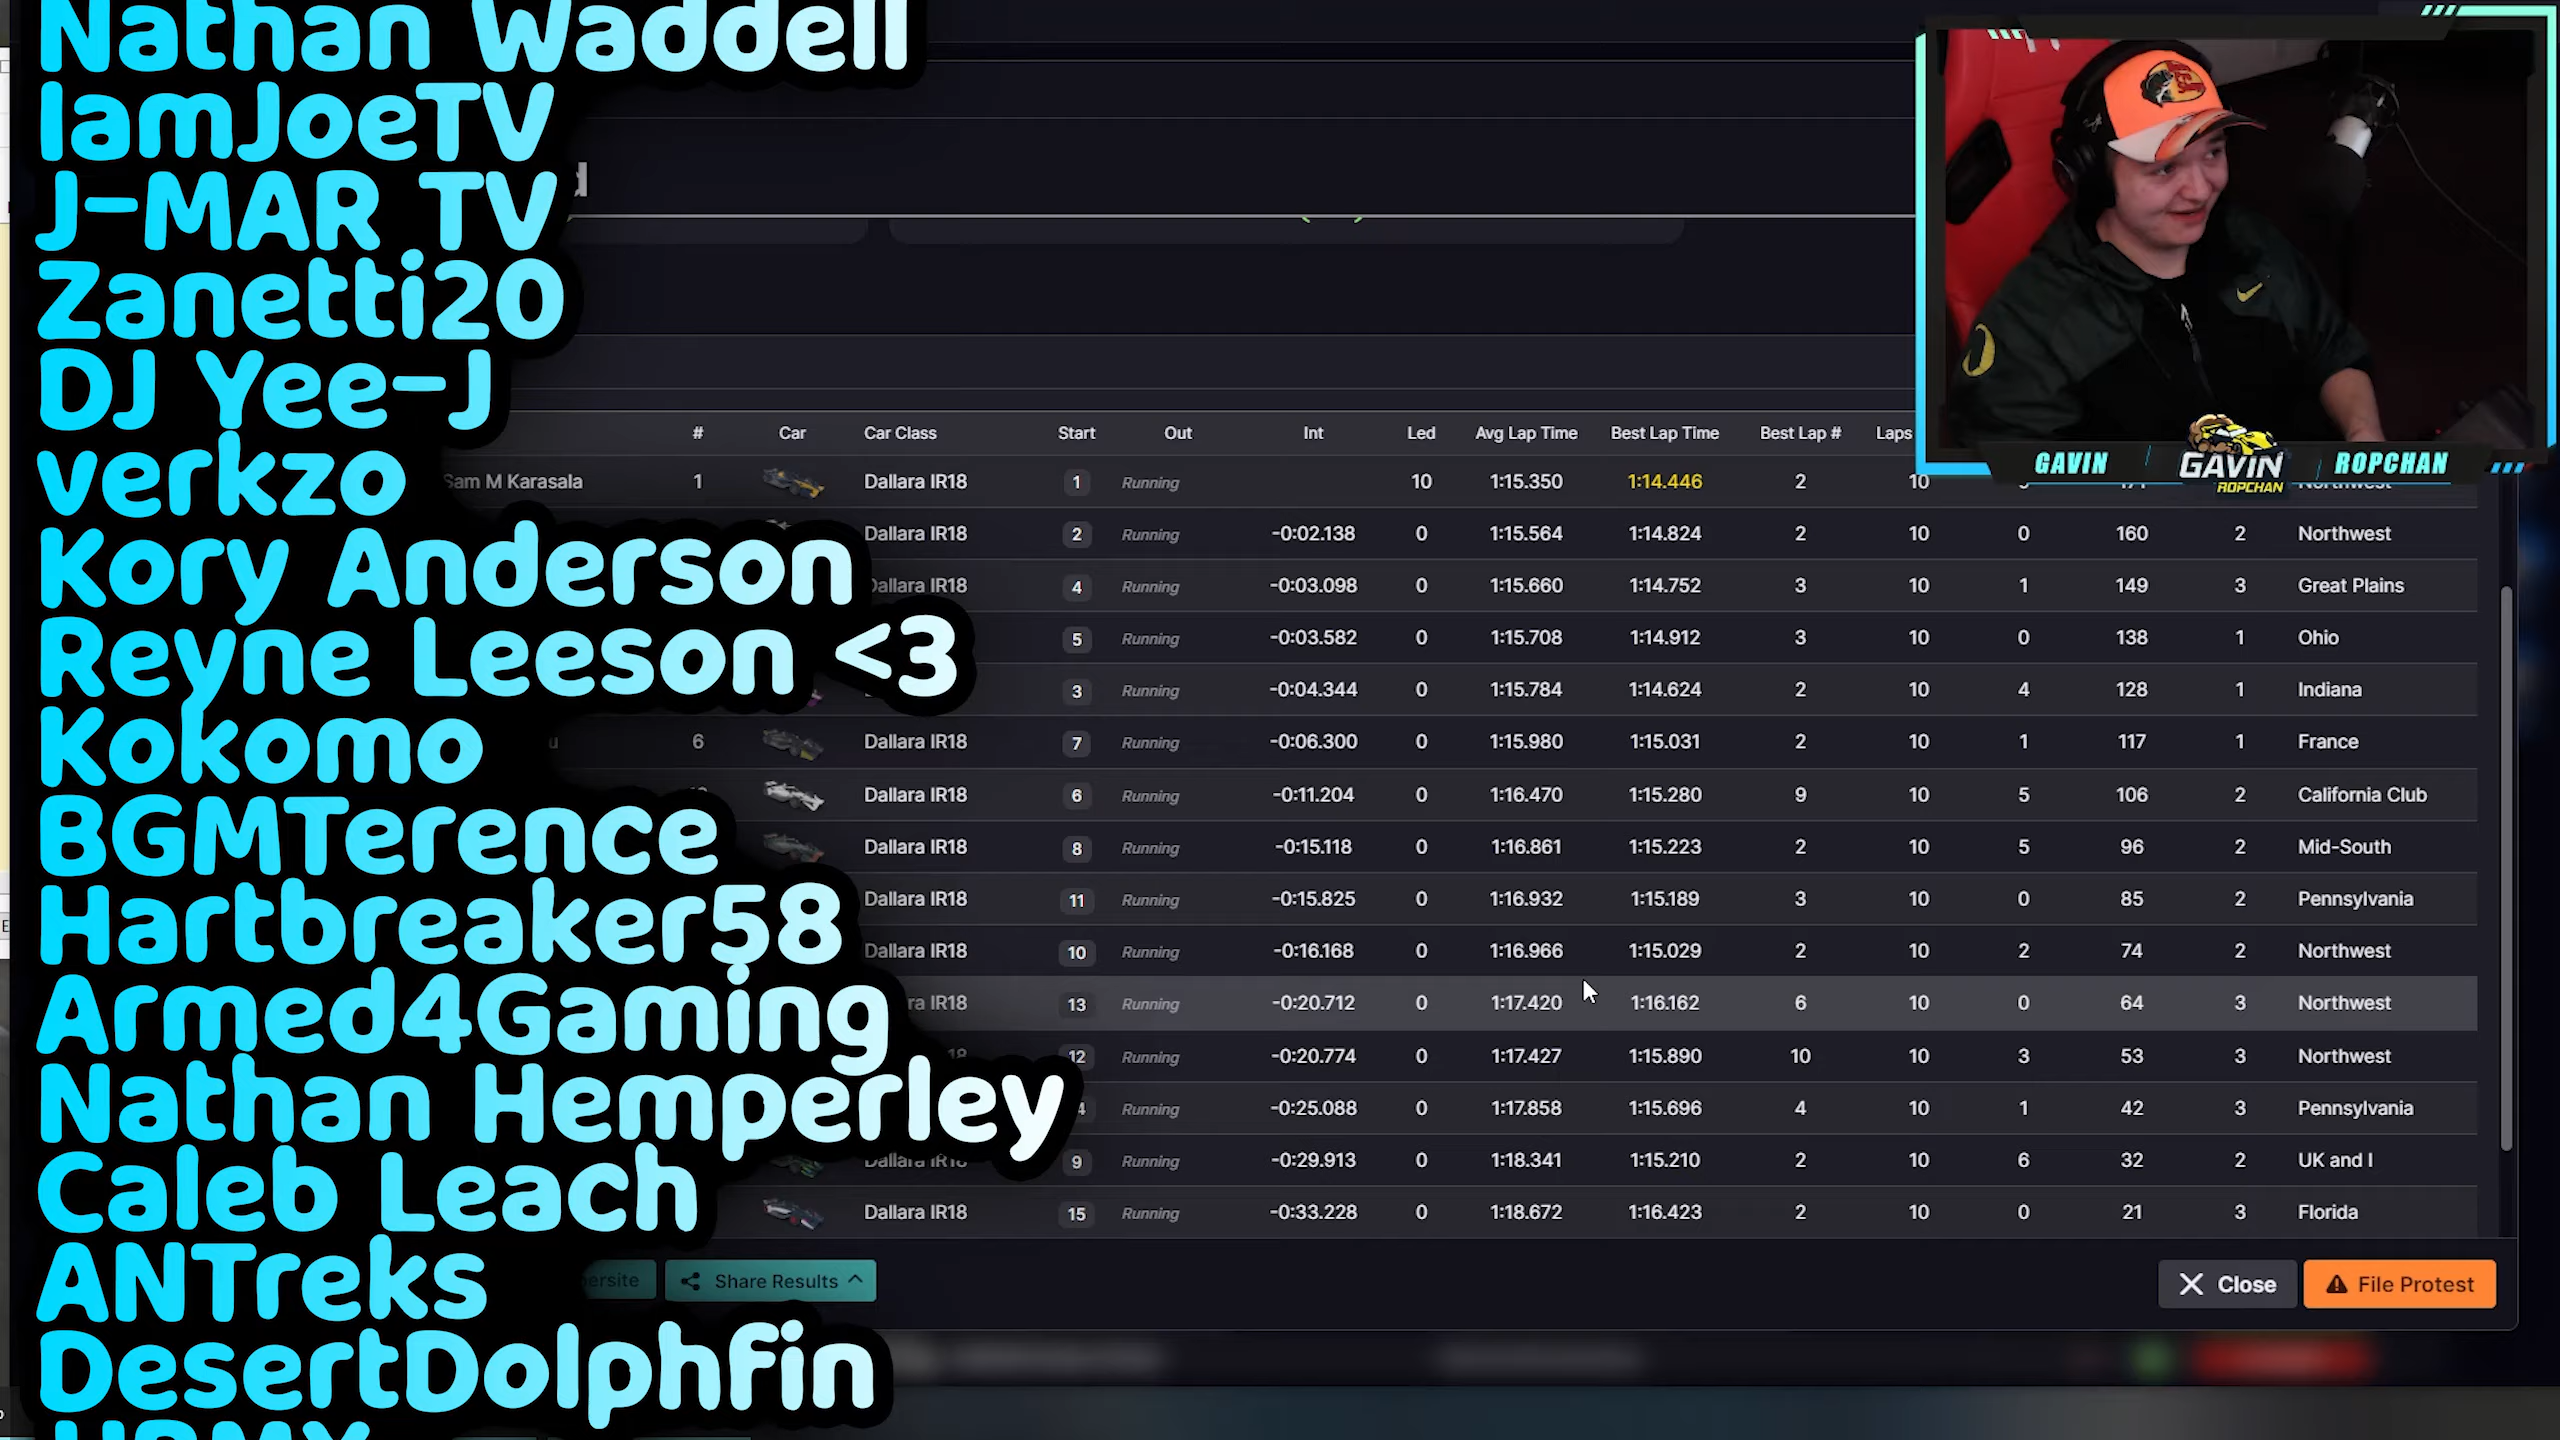 Nathan Waddell
IamJoeTV
J-MAR TV
Zanetti20
DJ Yee-J
verkzo
Kory Anderson
Reyne Leeson <3
Kokomo
BGMTerence
Hartbreaker58
Armed4Gaming
Nathan Hemperley
Caleb Leach
ANTreks
DesertDolphfin
GAVIN GAVIN ROPCHAN ROPCHAN
# Car Car Class Start Out Int Led Avg Lap Time Best Lap Time Best Lap # Laps
Sam M Karasala 1 Dallara IR18 1 Running 10 1:15.350 1:14.446 2 10 Northwest
Dallara IR18 2 Running -0:02.138 0 1:15.564 1:14.824 2 10 0 160 2 Northwest
Dallara IR18 4 Running -0:03.098 0 1:15.660 1:14.752 3 10 1 149 3 Great Plains
5 Running -0:03.582 0 1:15.708 1:14.912 3 10 0 138 1 Ohio
3 Running -0:04.344 0 1:15.784 1:14.624 2 10 4 128 1 Indiana
6 Dallara IR18 7 Running -0:06.300 0 1:15.980 1:15.031 2 10 1 117 1 France
Dallara IR18 6 Running -0:11.204 0 1:16.470 1:15.280 9 10 5 106 2 California Club
Dallara IR18 8 Running -0:15.118 0 1:16.861 1:15.223 2 10 5 96 2 Mid-South
Dallara IR18 11 Running -0:15.825 0 1:16.932 1:15.189 3 10 0 85 2 Pennsylvania
Dallara IR18 10 Running -0:16.168 0 1:16.966 1:15.029 2 10 2 74 2 Northwest
IR18 13 Running -0:20.712 0 1:17.420 1:16.162 6 10 0 64 3 Northwest
12 Running -0:20.774 0 1:17.427 1:15.890 10 10 3 53 3 Northwest
Running -0:25.088 0 1:17.858 1:15.696 4 10 1 42 3 Pennsylvania
Dallara IR18 9 Running -0:29.913 0 1:18.341 1:15.210 2 10 6 32 2 UK and I
Dallara IR18 15 Running -0:33.228 0 1:18.672 1:16.423 2 10 0 21 3 Florida
Share Results Close File Protest